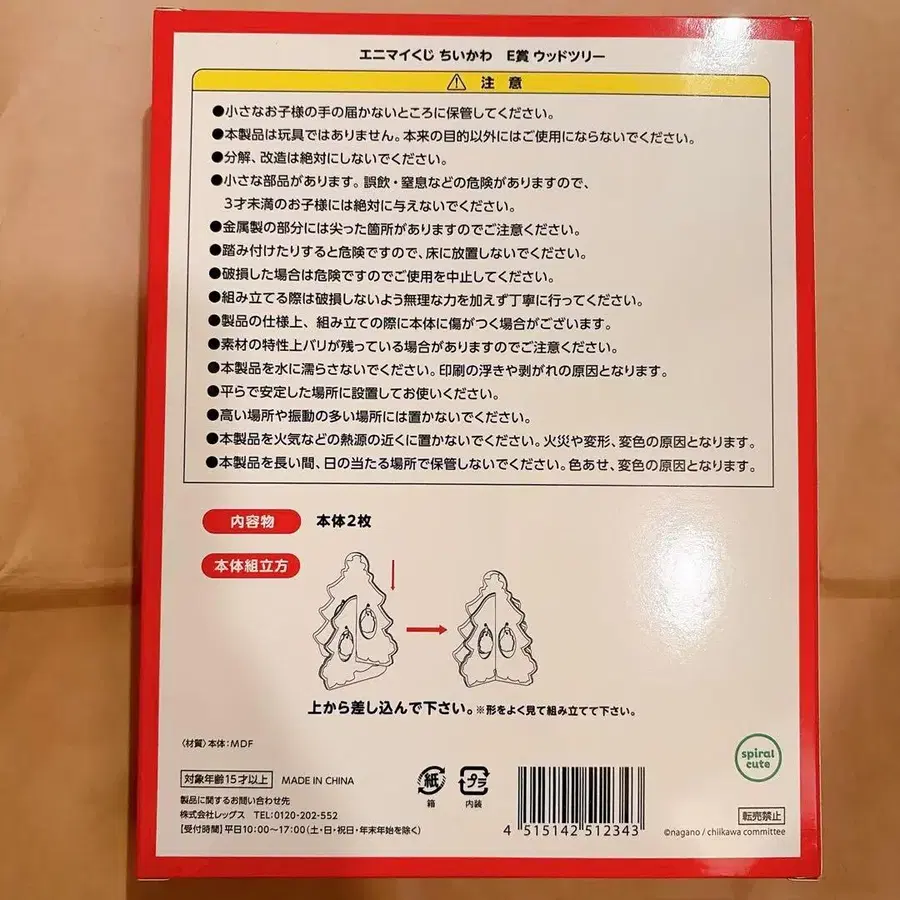 エニマイくじ ちいかわ　E賞 ウッドツリー
⚠ 注 意
●小さなお子様の手の届かないところに保管してください。
●本製品は玩具ではありません。本来の目的以外にはご使用にならないでください。
●分解、改造は絶対にしないでください。
●小さな部品があります。誤飲・窒息などの危険がありますので、
3才未満のお子様には絶対に与えないでください。
●金属製の部分には尖った箇所がありますのでご注意ください。
●踏み付けたりすると危険ですので、床に放置しないでください。
●破損した場合は危険ですのでご使用を中止してください。
●組み立てる際は破損しないよう無理な力を加えず丁寧に行ってください。
●製品の仕様上、組み立ての際に本体に傷がつく場合がございます。
●素材の特性上バリが残っている場合がありますのでご注意ください。
●本製品を水に濡らさないでください。印刷の浮きや剥がれの原因となります。
●平らで安定した場所に設置してお使いください。
●高い場所や振動の多い場所には置かないでください。
●本製品を火気などの熱源の近くに置かないでください。火災や変形、変色の原因となります。
●本製品を長い間、日の当たる場所で保管しないでください。色あせ、変色の原因となります。
内容物 本体2枚
本体組立方
上から差し込んで下さい。※形をよく見て組み立てて下さい。
〈材質〉本体:MDF
対象年齢15才以上 MADE IN CHINA
製品に関するお問い合わせ先
株式会社レッグス TEL:0120-202-552
【受付時間】平日10:00〜17:00(土・日・祝日・年末年始を除く)
紙
箱
プラ
内装
4 515142 512343
spiral
cute
転売禁止
©nagano / chiikawa committee